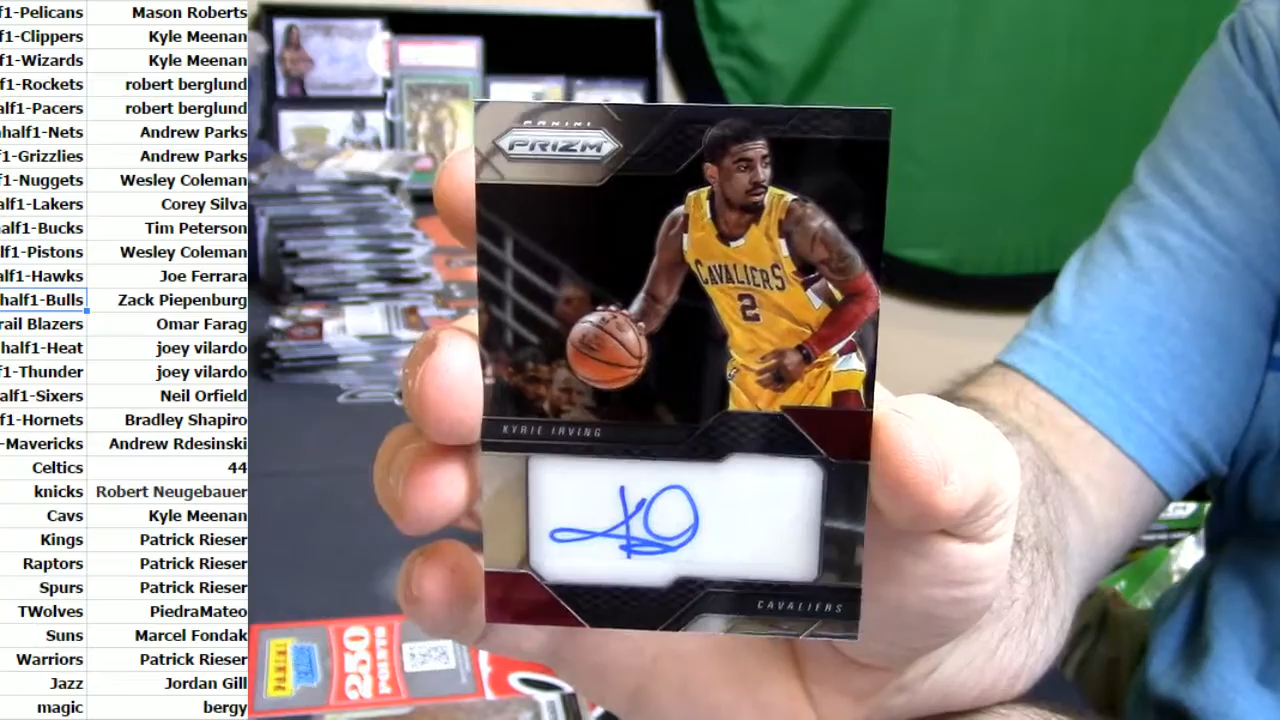 f1-Pelicans Mason Roberts
f1-Clippers Kyle Meenan
f1-Wizards Kyle Meenan
f1-Rockets robert berglund
alf1-Pacers robert berglund
half1-Nets Andrew Parks
f1-Grizzlies Andrew Parks
f1-Nuggets Wesley Coleman
alf1-Lakers Corey Silva
half1-Bucks Tim Peterson
lf1-Pistons Wesley Coleman
alf1-Hawks Joe Ferrara
half1-Bulls Zack Piepenburg
rail Blazers Omar Farag
half1-Heat joey vilardo
f1-Thunder joey vilardo
alf1-Sixers Neil Orfield
f1-Hornets Bradley Shapiro
-Mavericks Andrew Rdesinski
Celtics 44
knicks Robert Neugebauer
Cavs Kyle Meenan
Kings Patrick Rieser
Raptors Patrick Rieser
Spurs Patrick Rieser
TWolves PiedraMateo
Suns Marcel Fondak
Warriors Patrick Rieser
Jazz Jordan Gill
magic bergy
PANINI
PRIZM
CAVALIERS
2
KYRIE IRVING
CAVALIERS
PANINI
250
POINTS